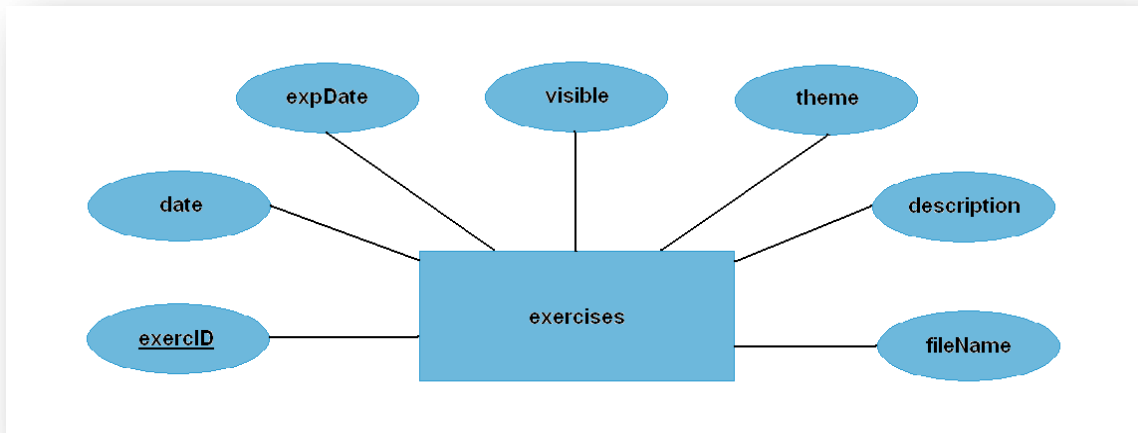 expDate
visible
theme
date
description
exercises
exercID
fileName